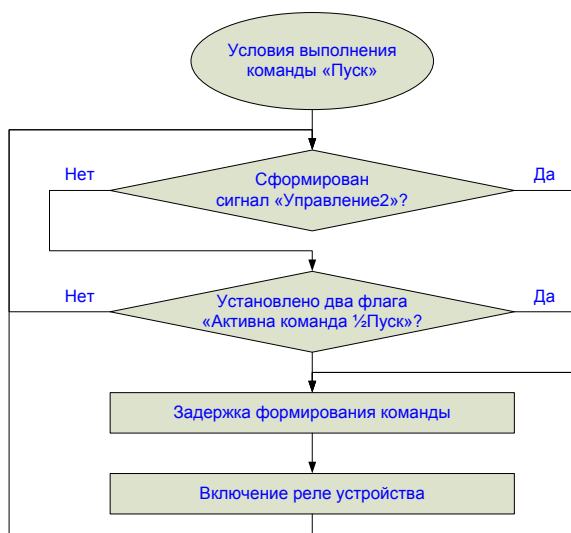 Условия выполнения
команды «Пуск»
Нет
Да
Сформирован
сигнал «Управление2»?
Нет
Да
Установлено два флага
«Активна команда ½Пуск»?
Задержка формирования команды
Включение реле устройства